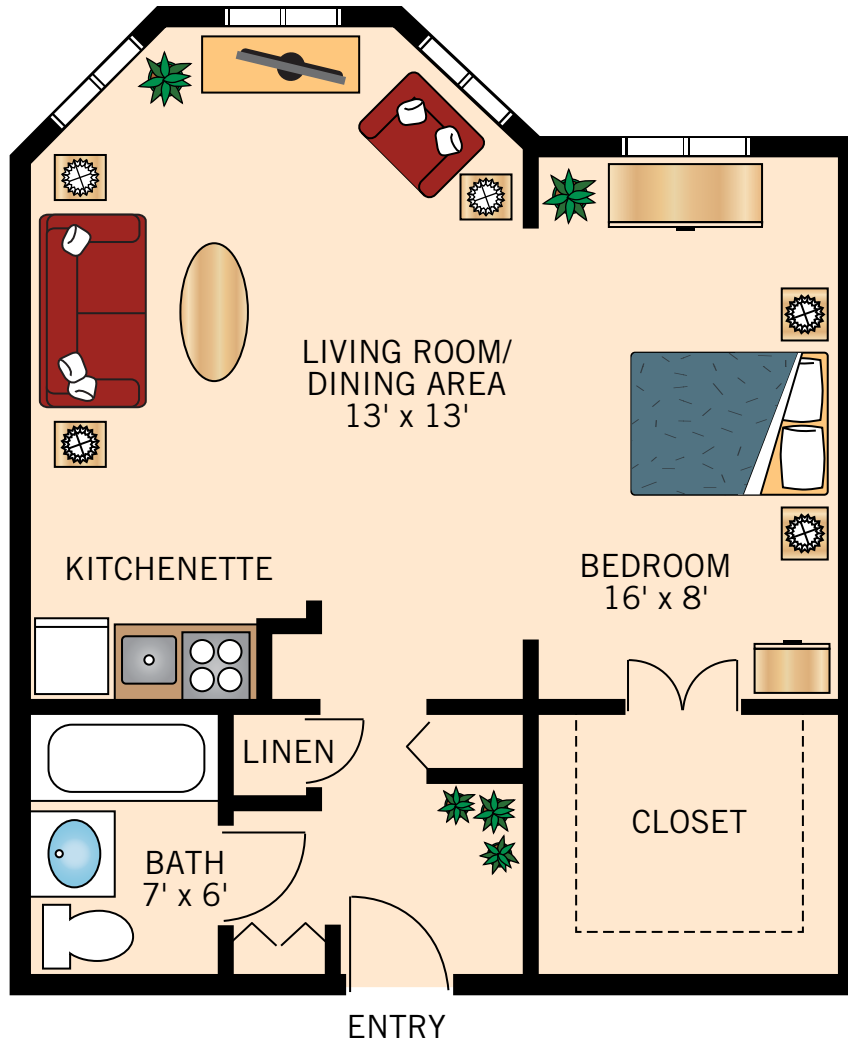 LIVING ROOM/
DINING AREA
13' x 13'
KITCHENETTE
BEDROOM
16' x 8'
LINEN
CLOSET
BATH
7' x 6'
ENTRY